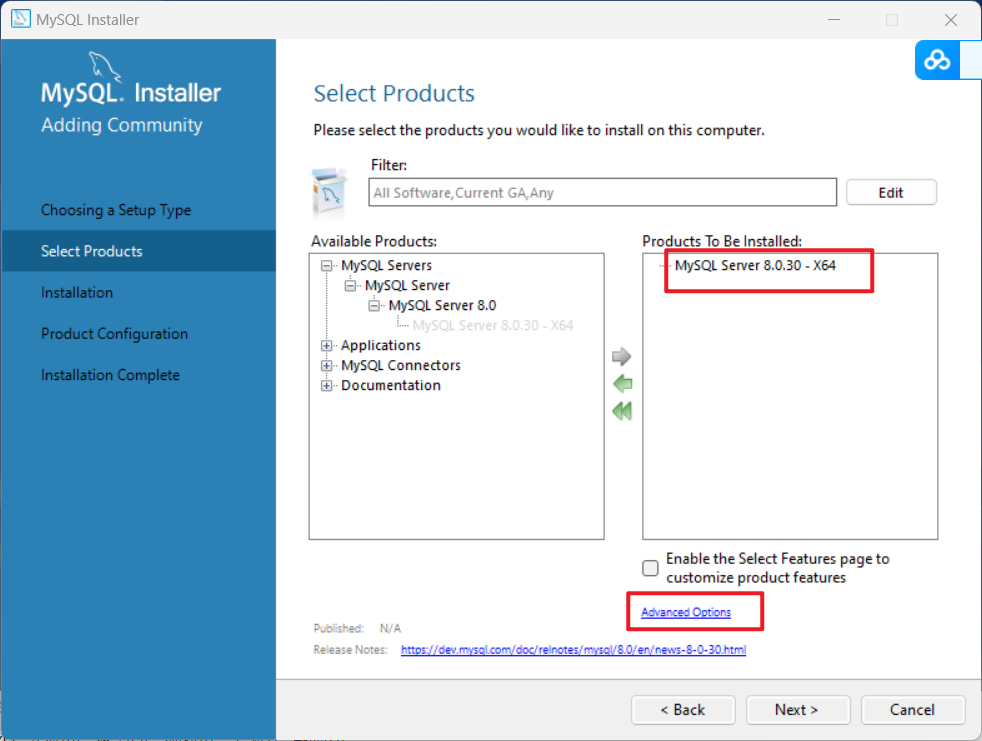 MySQL Installer
MySQL. Installer
Adding Community
Choosing a Setup Type
Select Products
Installation
Product Configuration
Installation Complete
Select Products
Please select the products you would like to install on this computer.
Filter:
All Software,Current GA,Any
Edit
Available Products:
MySQL Servers
MySQL Server
MySQL Server 8.0
MySQL Server 8.0.30 - X64
Applications
MySQL Connectors
Documentation
Products To Be Installed:
MySQL Server 8.0.30 - X64
Enable the Select Features page to
customize product features
Advanced Options
Published: N/A
Release Notes: https://dev.mysql.com/doc/relnotes/mysql/8.0/en/news-8-0-30.html
< Back
Next >
Cancel